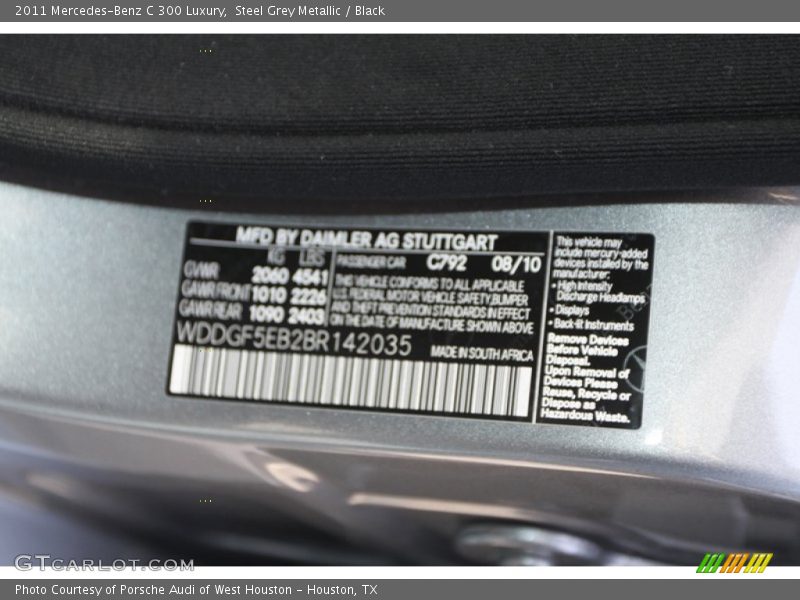 2011 Mercedes-Benz C 300 Luxury,  Steel Grey Metallic / Black
MFD BY DAIMLER AG STUTTGART
KG LBS
GVWR 2060 4541
GAWR FRONT 1010 2226
GAWR REAR 1090 2403
PASSENGER CAR C792 08/10
THIS VEHICLE CONFORMS TO ALL APPLICABLE
U.S. FEDERAL MOTOR VEHICLE SAFETY, BUMPER
AND THEFT PREVENTION STANDARDS IN EFFECT
ON THE DATE OF MANUFACTURE SHOWN ABOVE
WDDGF5EB2BR142035
MADE IN SOUTH AFRICA
This vehicle may
include mercury-added
devices installed by the
manufacturer:
• High Intensity
Discharge Headlamps
• Displays
• Back-lit Instruments
Remove Devices
Before Vehicle
Disposal.
Upon Removal of
Devices Please
Reuse, Recycle or
Dispose as
Hazardous Waste.
GTCARLOT.COM
Photo Courtesy of Porsche Audi of West Houston - Houston, TX